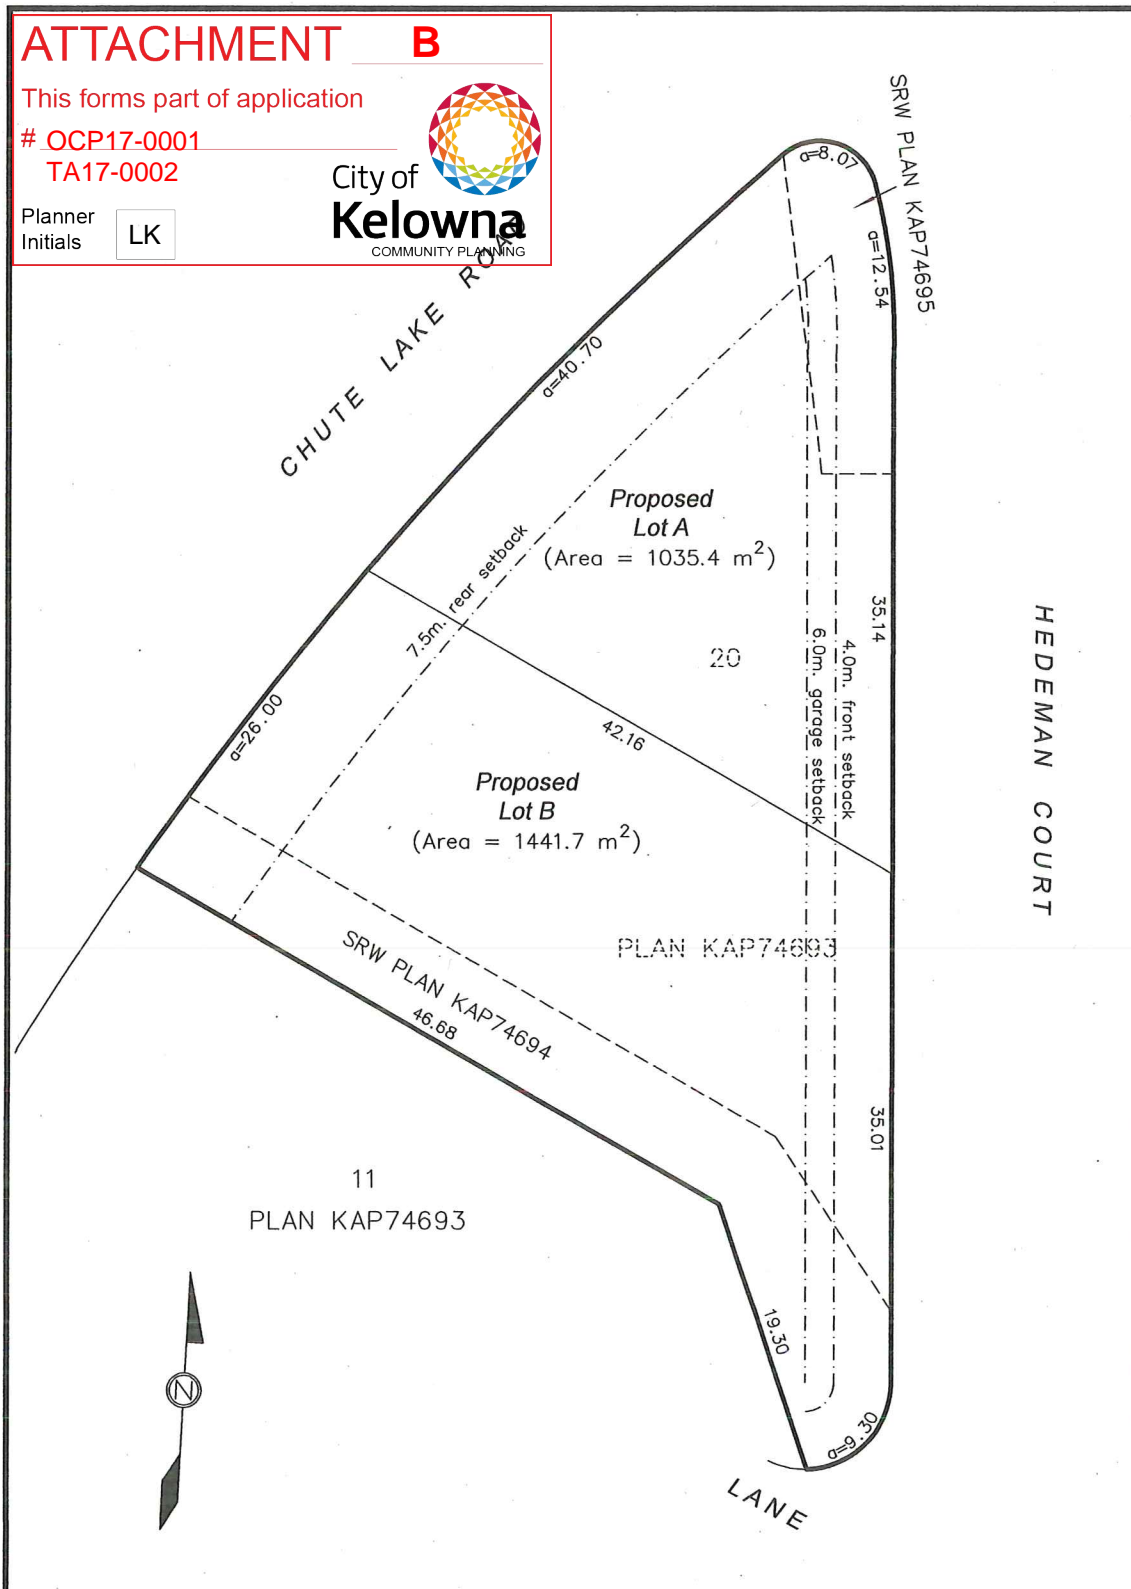 ATTACHMENT B
This forms part of application
# OCP17-0001
TA17-0002
Planner
Initials
LK
City of
Kelowna
COMMUNITY PLANNING
CHUTE LAKE ROAD
SRW PLAN KAP74695
a=8.07
a=12.54
a=40.70
Proposed
Lot A
(Area = 1035.4 m²)
7.5m. rear setback
35.14
20
4.0m. front setback
6.0m. garage setback
HEDEMAN COURT
a=26.00
42.16
Proposed
Lot B
(Area = 1441.7 m²)
PLAN KAP74693
SRW PLAN KAP74694
46.68
35.01
11
PLAN KAP74693
19.30
N
a=9.30
LANE